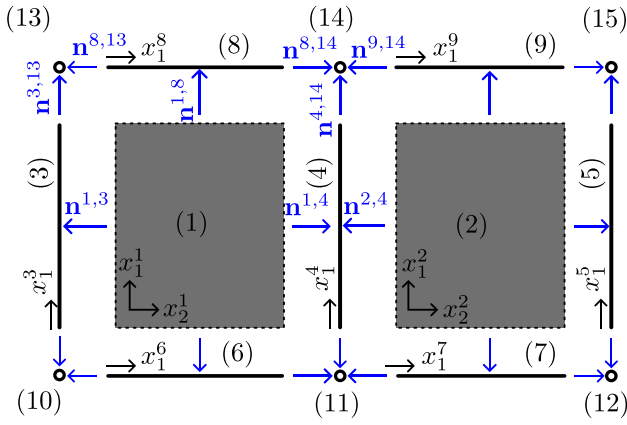 (13) (14) (15)
n^{8,13} x_1^8 (8) n^{8,14} n^{9,14} x_1^9 (9)
n^{3,13} n^{1,8} n^{4,14}
(3) (4) (5)
n^{1,3} (1) n^{1,4} n^{2,4} (2)
x_1^3 x_1^1 x_2^1 x_1^4 x_1^2 x_2^2 x_1^5
x_1^6 (6) x_1^7 (7)
(10) (11) (12)